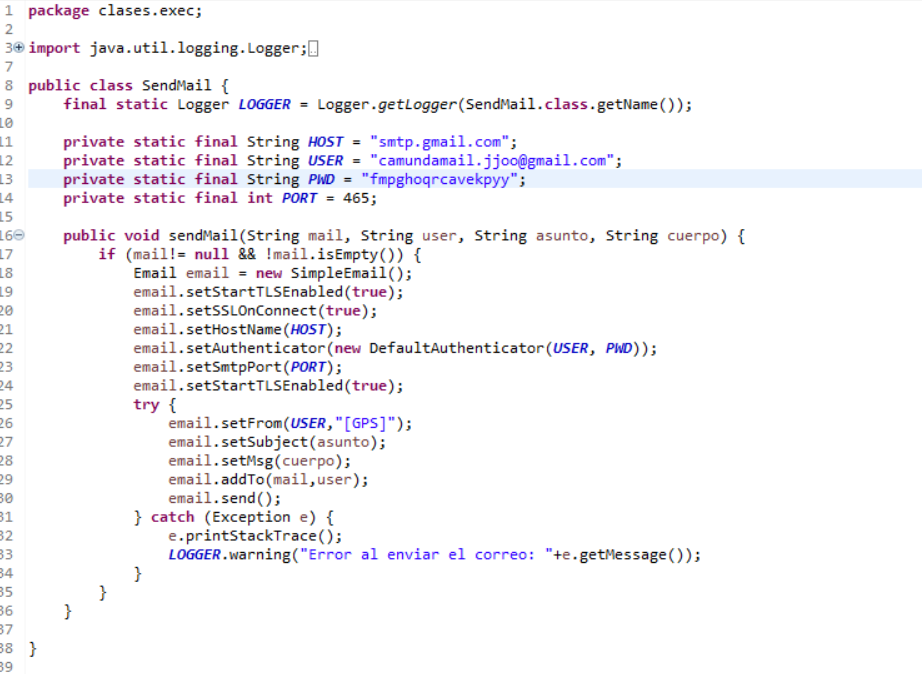 1 package clases.exec;
2
3 import java.util.logging.Logger;
7
8 public class SendMail {
9 final static Logger LOGGER = Logger.getLogger(SendMail.class.getName());
10
11 private static final String HOST = "smtp.gmail.com";
12 private static final String USER = "camundamail.jjoo@gmail.com";
13 private static final String PWD = "fmpghoqrcavekpyy";
14 private static final int PORT = 465;
15
16 public void sendMail(String mail, String user, String asunto, String cuerpo) {
17 if (mail!= null && !mail.isEmpty()) {
18 Email email = new SimpleEmail();
19 email.setStartTLSEnabled(true);
20 email.setSSLOnConnect(true);
21 email.setHostName(HOST);
22 email.setAuthenticator(new DefaultAuthenticator(USER, PWD));
23 email.setSmtpPort(PORT);
24 email.setStartTLSEnabled(true);
25 try {
26 email.setFrom(USER,"[GPS]");
27 email.setSubject(asunto);
28 email.setMsg(cuerpo);
29 email.addTo(mail,user);
30 email.send();
31 } catch (Exception e) {
32 e.printStackTrace();
33 LOGGER.warning("Error al enviar el correo: "+e.getMessage());
34 }
35 }
36 }
37
38 }
39